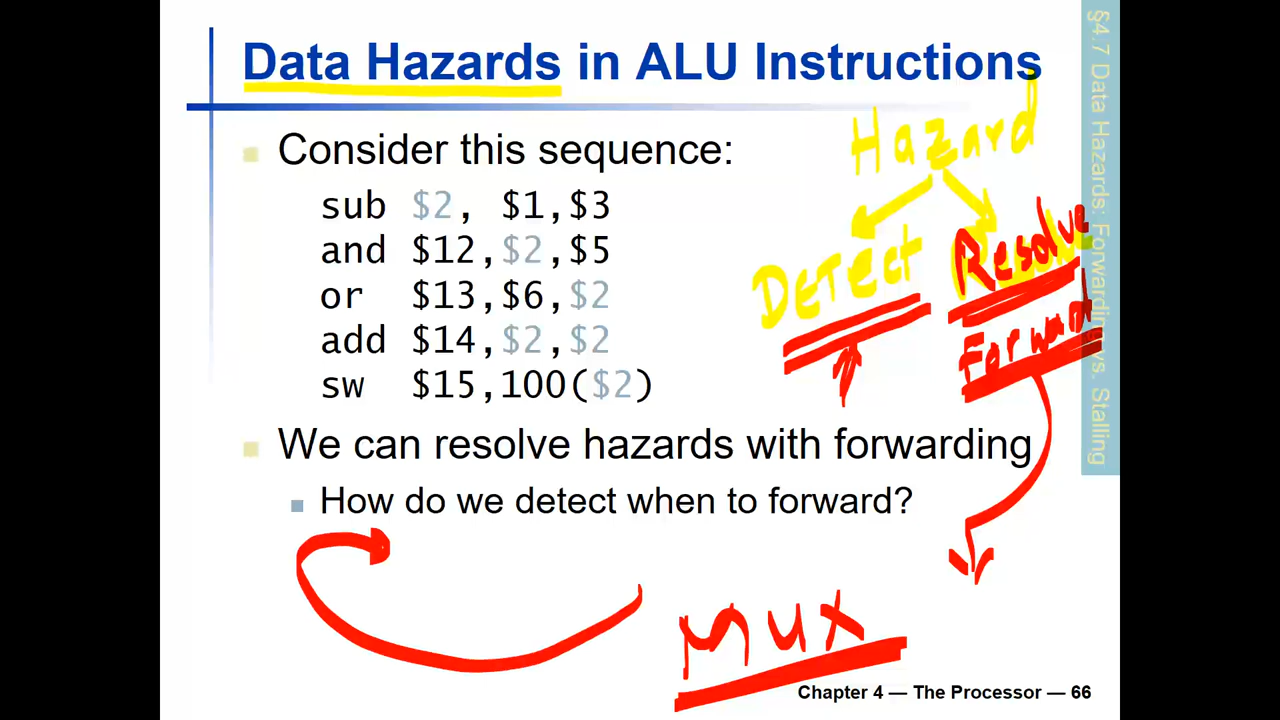 Data Hazards in ALU Instructions
§4.7 Data Hazards: Forwarding vs. Stalling
Consider this sequence:
sub $2, $1,$3
and $12,$2,$5
or $13,$6,$2
add $14,$2,$2
sw $15,100($2)
Hazard
DETECT
Resolve
Forward
We can resolve hazards with forwarding
How do we detect when to forward?
MUX
Chapter 4 — The Processor — 66